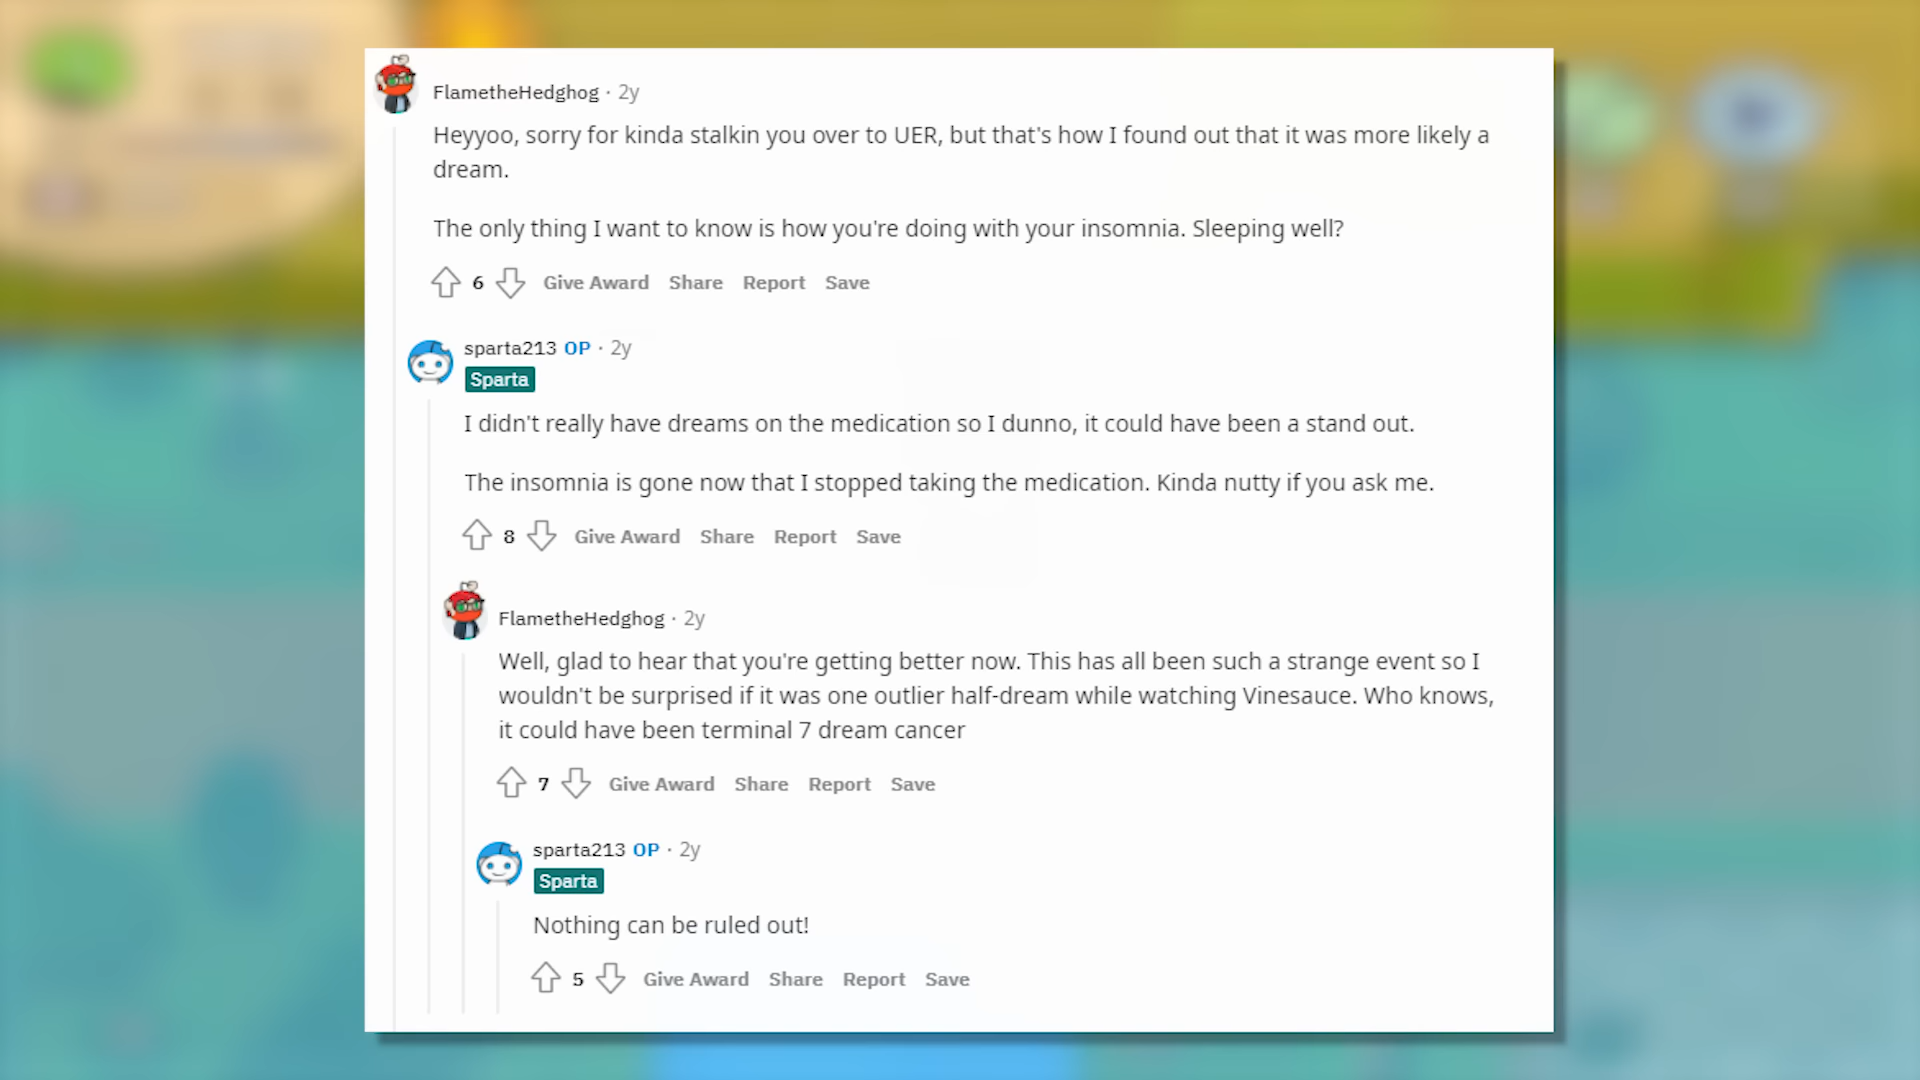 FlametheHedghog · 2y
Heyyoo, sorry for kinda stalkin you over to UER, but that's how I found out that it was more likely a
dream.
The only thing I want to know is how you're doing with your insomnia. Sleeping well?
6 Give Award Share Report Save
sparta213 OP · 2y
Sparta
I didn't really have dreams on the medication so I dunno, it could have been a stand out.
The insomnia is gone now that I stopped taking the medication. Kinda nutty if you ask me.
8 Give Award Share Report Save
FlametheHedghog · 2y
Well, glad to hear that you're getting better now. This has all been such a strange event so I
wouldn't be surprised if it was one outlier half-dream while watching Vinesauce. Who knows,
it could have been terminal 7 dream cancer
7 Give Award Share Report Save
sparta213 OP · 2y
Sparta
Nothing can be ruled out!
5 Give Award Share Report Save